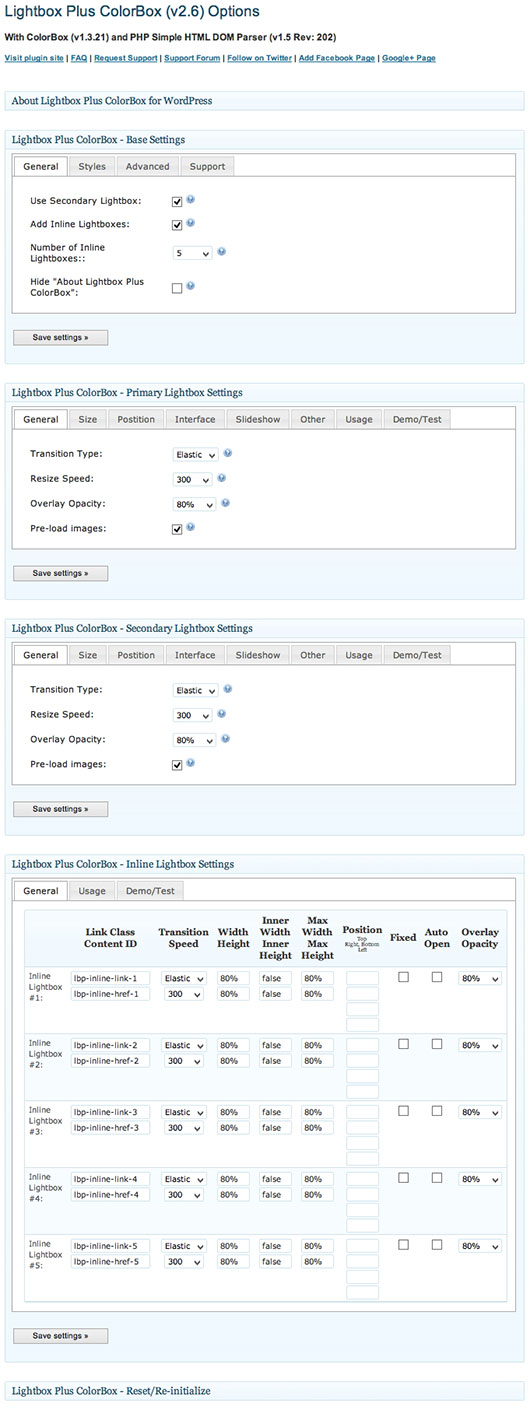 Lightbox Plus ColorBox (v2.6) Options
With ColorBox (v1.3.21) and PHP Simple HTML DOM Parser (v1.5 Rev: 202)
Visit plugin site | FAQ | Request Support | Support Forum | Follow on Twitter | Add Facebook Page | Google+ Page
About Lightbox Plus ColorBox for WordPress
Lightbox Plus ColorBox - Base Settings
General Styles Advanced Support
Use Secondary Lightbox:
Add Inline Lightboxes:
Number of Inline
Lightboxes:: 5
Hide "About Lightbox Plus
ColorBox":
Save settings »
Lightbox Plus ColorBox - Primary Lightbox Settings
General Size Postition Interface Slideshow Other Usage Demo/Test
Transition Type: Elastic
Resize Speed: 300
Overlay Opacity: 80%
Pre-load images:
Save settings »
Lightbox Plus ColorBox - Secondary Lightbox Settings
General Size Postition Interface Slideshow Other Usage Demo/Test
Transition Type: Elastic
Resize Speed: 300
Overlay Opacity: 80%
Pre-load images:
Save settings »
Lightbox Plus ColorBox - Inline Lightbox Settings
General Usage Demo/Test
Link Class
Content ID
Transition
Speed
Width
Height
Inner
Width
Inner
Height
Max
Width
Max
Height
Position
Top
Right, Bottom
Left
Fixed
Auto
Open
Overlay
Opacity
Inline
Lightbox
#1:
lbp-inline-link-1 Elastic 80% false 80% 80%
lbp-inline-href-1 300 80% false 80%
Inline
Lightbox
#2:
lbp-inline-link-2 Elastic 80% false 80% 80%
lbp-inline-href-2 300 80% false 80%
Inline
Lightbox
#3:
lbp-inline-link-3 Elastic 80% false 80% 80%
lbp-inline-href-3 300 80% false 80%
Inline
Lightbox
#4:
lbp-inline-link-4 Elastic 80% false 80% 80%
lbp-inline-href-4 300 80% false 80%
Inline
Lightbox
#5:
lbp-inline-link-5 Elastic 80% false 80% 80%
lbp-inline-href-5 300 80% false 80%
Save settings »
Lightbox Plus ColorBox - Reset/Re-initialize